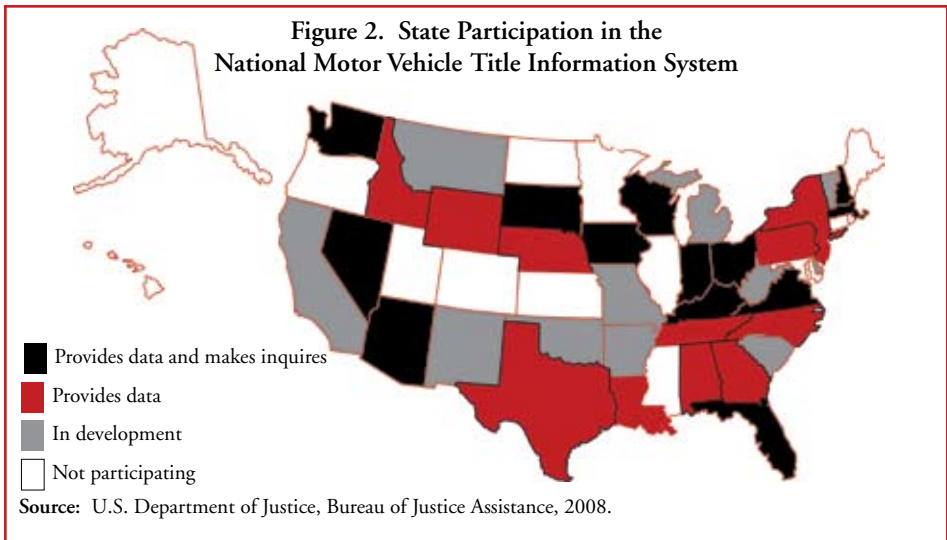 Figure 2. State Participation in the
National Motor Vehicle Title Information System
Provides data and makes inquires
Provides data
In development
Not participating
Source: U.S. Department of Justice, Bureau of Justice Assistance, 2008.